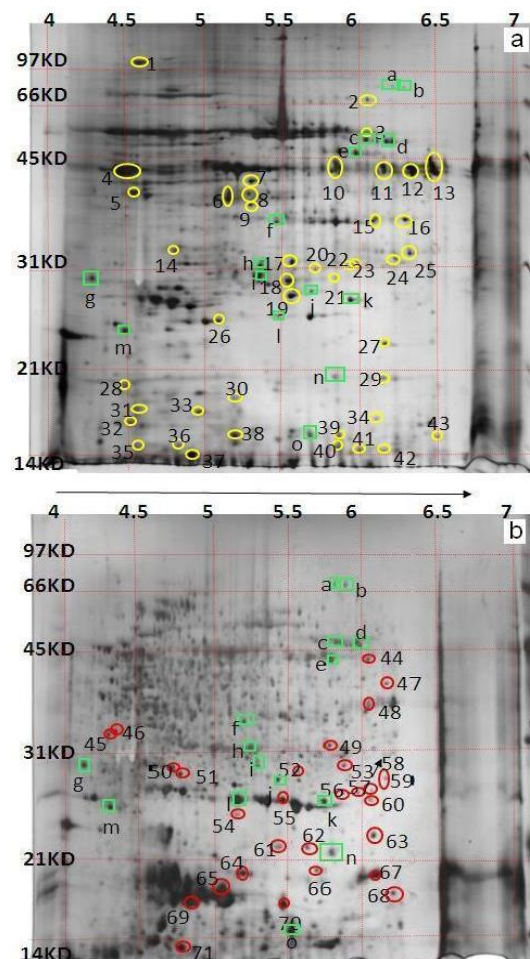 4 4.5 5 5.5 6 6.5 7
a
97KD 1
a b
66KD 2
c 3
e d
45KD
4 7 10 11 12 13
5 6 8
9 f 15 16
14 h 17 20 22 23 24 25
31KD
g i 18 21
19 j k
26 l
m
27
21KD n 29
28 30
31 33 34
32 o 39 43
35 36 38 40 41
14KD 37 42
4 4.5 5 5.5 6 6.5 7
b
97KD
66KD a b
c d
45KD e 44
47
48
46 f
45 h 49
31KD 58
g 50 51 i 52 53 59
j 56 57
m l 55 k 60
54
61 62 63
21KD n
64 66 67
65 68
69 70
14KD 71 o